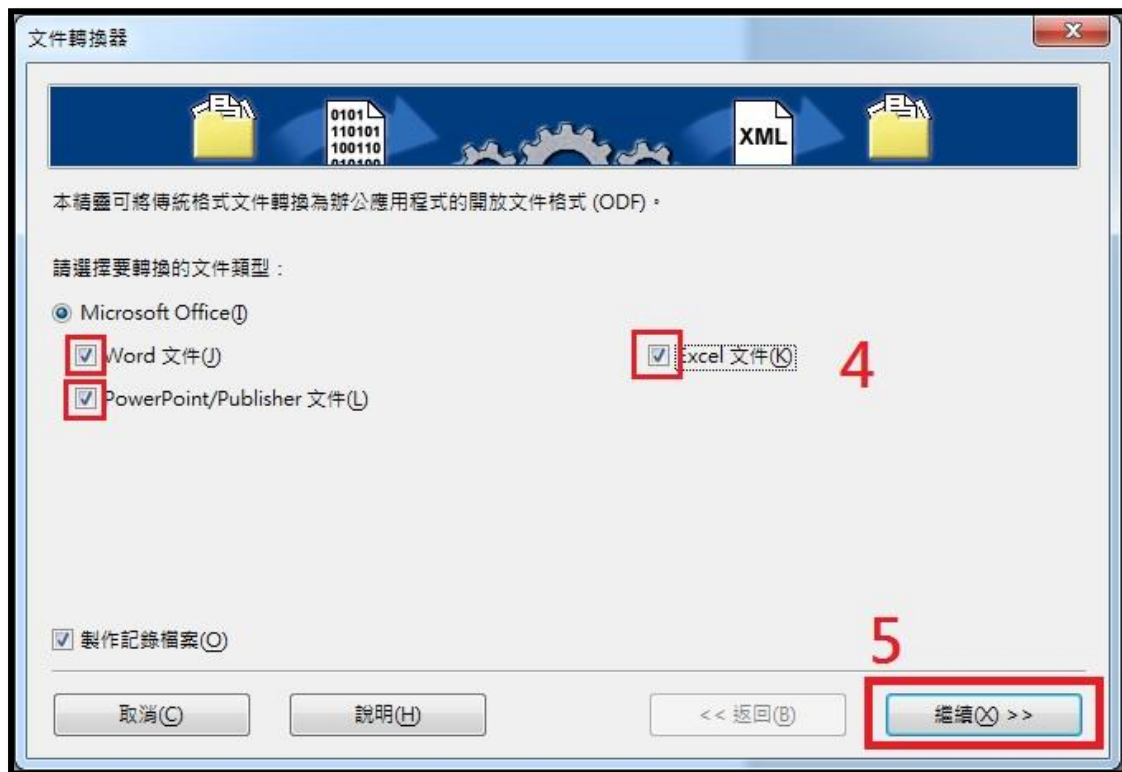 文件轉換器
0101
110101
100110
010100
XML
本精靈可將傳統格式文件轉換為辦公應用程式的開放文件格式 (ODF)。
請選擇要轉換的文件類型：
Microsoft Office(I)
Word 文件(J)
Excel 文件(K)
4
PowerPoint/Publisher 文件(L)
製作記錄檔案(O)
5
取消(C)
說明(H)
<< 返回(B)
繼續(X) >>